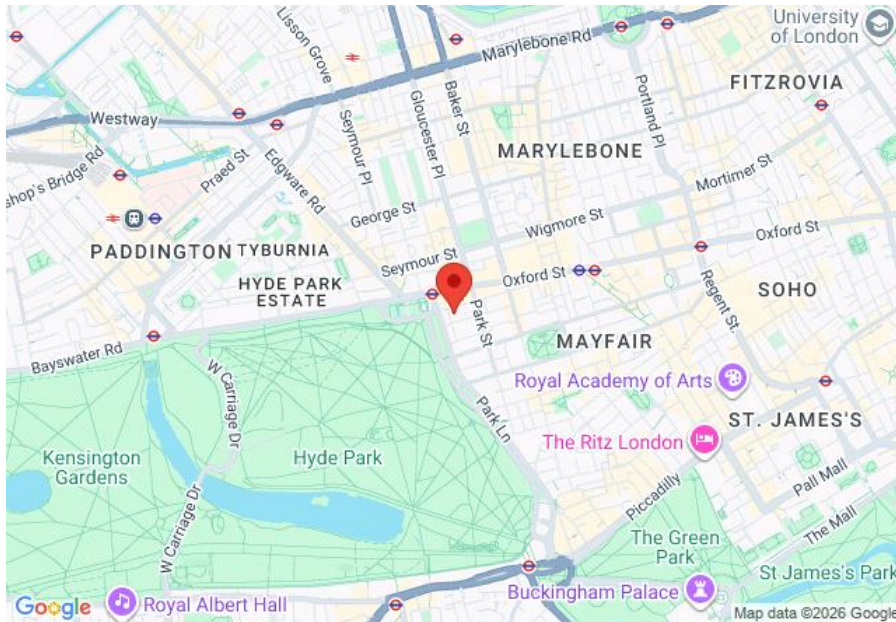 University
of London
Lisson Grove
Marylebone Rd
Portland Pl
FITZROVIA
Westway
Baker St
Gloucester Pl
Seymour Pl
MARYLEBONE
shop's Bridge Rd
Praed St
Edgware Rd
Mortimer St
George St
Wigmore St
Oxford St
PADDINGTON
TYBURNIA
Seymour St
Oxford St
HYDE PARK
ESTATE
Regent St.
SOHO
Park St
MAYFAIR
Bayswater Rd
W Carriage Dr
Royal Academy of Arts
Park Ln
ST. JAMES'S
The Ritz London
Kensington
Gardens
Hyde Park
Pall Mall
Piccadilly
The Mall
W Carriage Dr
The Green
Park
St James's Park
Buckingham Palace
Google
Royal Albert Hall
Map data ©2026 Google